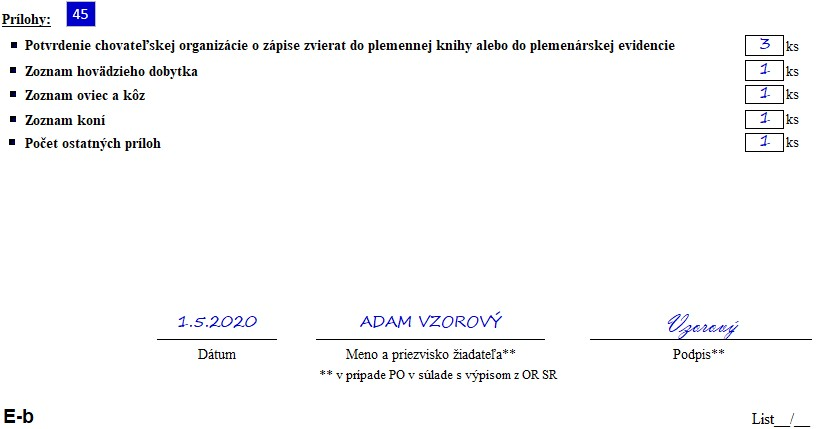 Prílohy: 45
▪ Potvrdenie chovateľskej organizácie o zápise zvierat do plemennej knihy alebo do plemenárskej evidencie 3 ks
▪ Zoznam hovädzieho dobytka 1 ks
▪ Zoznam oviec a kôz 1 ks
▪ Zoznam koní 1 ks
▪ Počet ostatných príloh 1 ks
1.5.2020 ADAM VZOROVÝ Vzorový
Dátum Meno a priezvisko žiadateľa** Podpis**
** v prípade PO v súlade s výpisom z OR SR
E-b List__/__